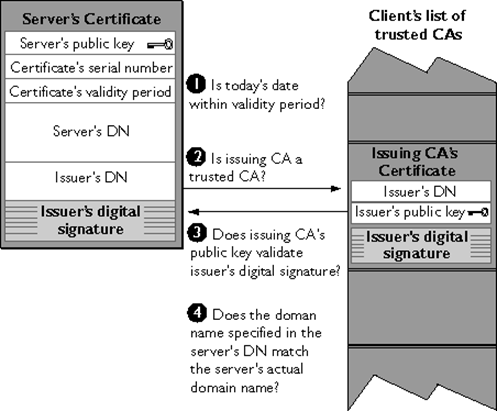 Server's Certificate
Server's public key
Certificate's serial number
Certificate's validity period
Server's DN
Issuer's DN
Issuer's digital
signature
1 Is today's date
within validity period?
2 Is issuing CA a
trusted CA?
3 Does issuing CA's
public key validate
issuer's digital signature?
4 Does the doman
name specified in the
server's DN match
the server's actual
domain name?
Client's list of
trusted CAs
Issuing CA's
Certificate
Issuer's DN
Issuer's public key
Issuer's digital
signature